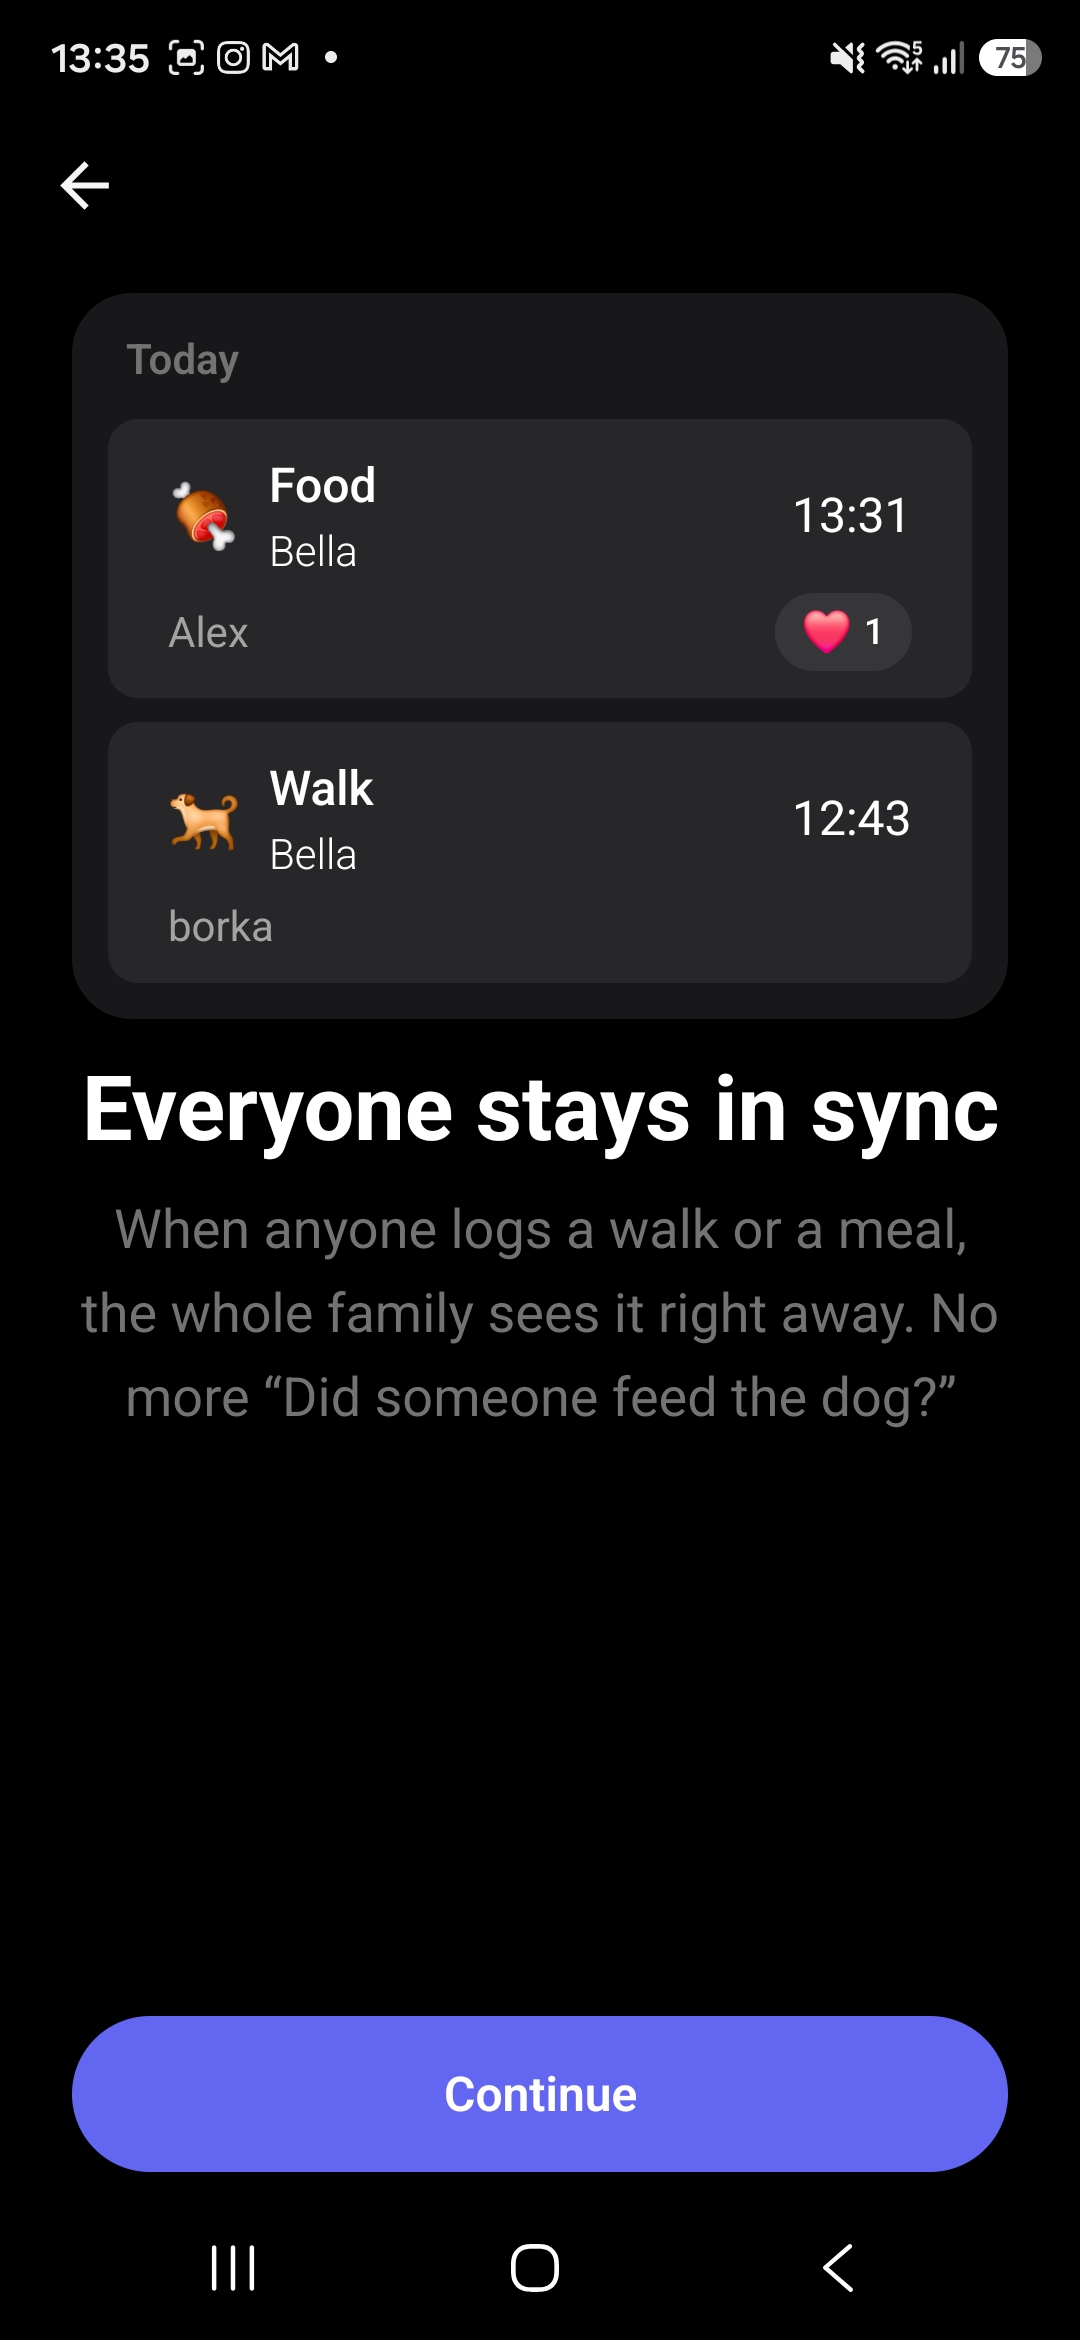 13:35
5
75
Today
Food
Bella
13:31
Alex
1
Walk
Bella
12:43
borka
Everyone stays in sync
When anyone logs a walk or a meal,
the whole family sees it right away. No
more “Did someone feed the dog?”
Continue